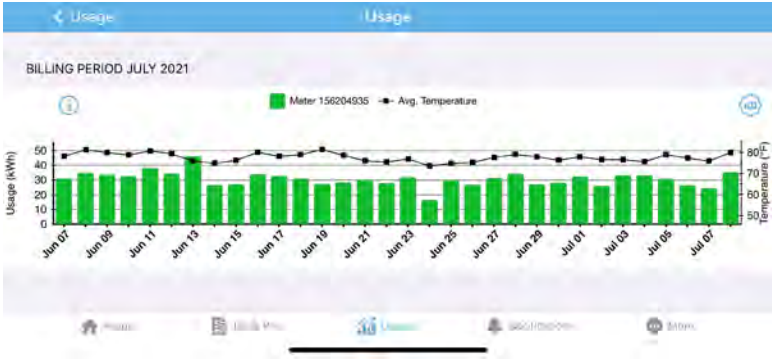 Usage Usage
BILLING PERIOD JULY 2021
Meter 156204935 Avg. Temperature
Usage (kWh)
50
40
30
20
10
0
80
70
60
50
Temperature (°F)
Jun 07 Jun 09 Jun 11 Jun 13 Jun 15 Jun 17 Jun 19 Jun 21 Jun 23 Jun 25 Jun 27 Jun 29 Jul 01 Jul 03 Jul 05 Jul 07
Usage